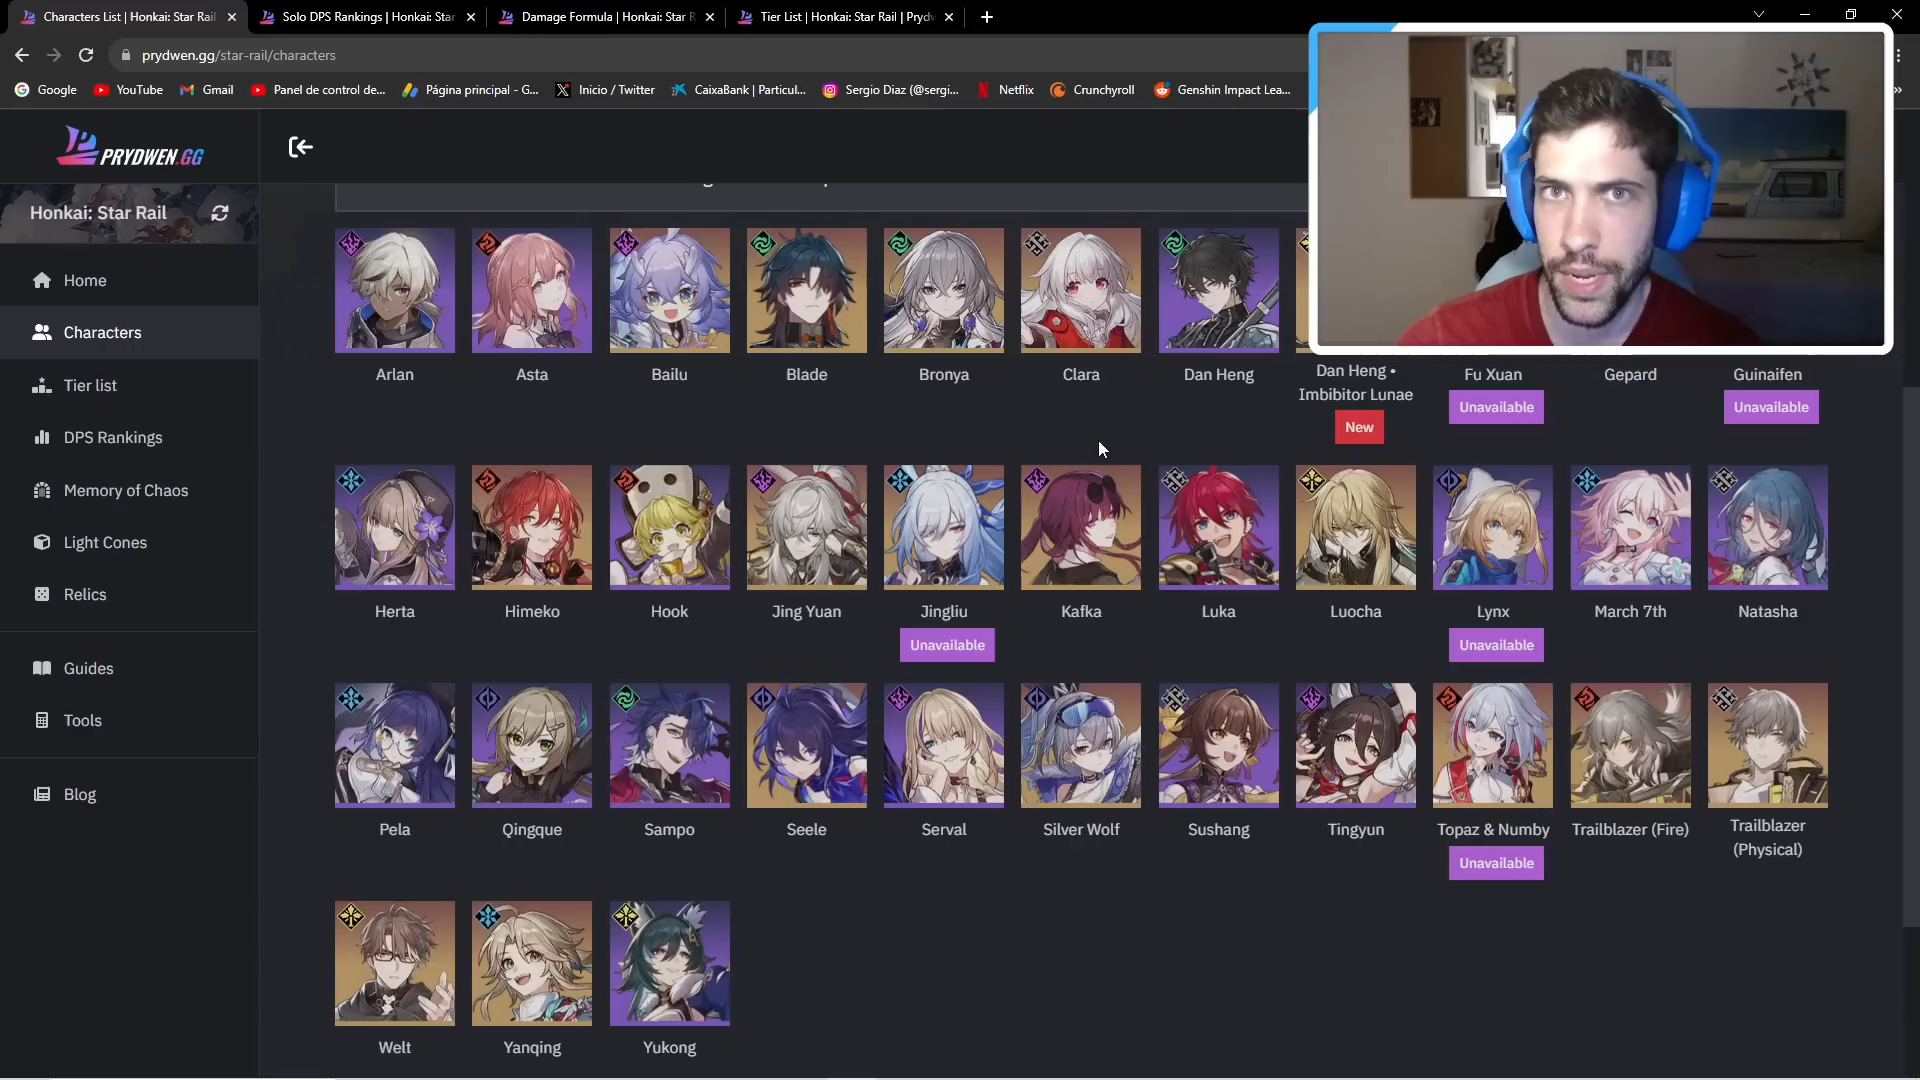 Characters List | Honkai: Star Rail
Solo DPS Rankings | Honkai: Star
Damage Formula | Honkai: Star R
Tier List | Honkai: Star Rail | Prydw
prydwen.gg/star-rail/characters
Google
YouTube
Gmail
Panel de control de...
Página principal - G...
Inicio / Twitter
CaixaBank | Particul...
Sergio Diaz (@sergi...
Netflix
Crunchyroll
Genshin Impact Lea...
PRYDWEN.GG
Honkai: Star Rail
Home
Characters
Tier list
DPS Rankings
Memory of Chaos
Light Cones
Relics
Guides
Tools
Blog
Arlan
Asta
Bailu
Blade
Bronya
Clara
Dan Heng
Dan Heng •
Imbibitor Lunae
New
Fu Xuan
Unavailable
Gepard
Guinaifen
Unavailable
Herta
Himeko
Hook
Jing Yuan
Jingliu
Unavailable
Kafka
Luka
Luocha
Lynx
Unavailable
March 7th
Natasha
Pela
Qingque
Sampo
Seele
Serval
Silver Wolf
Sushang
Tingyun
Topaz & Numby
Unavailable
Trailblazer (Fire)
Trailblazer
(Physical)
Welt
Yanqing
Yukong